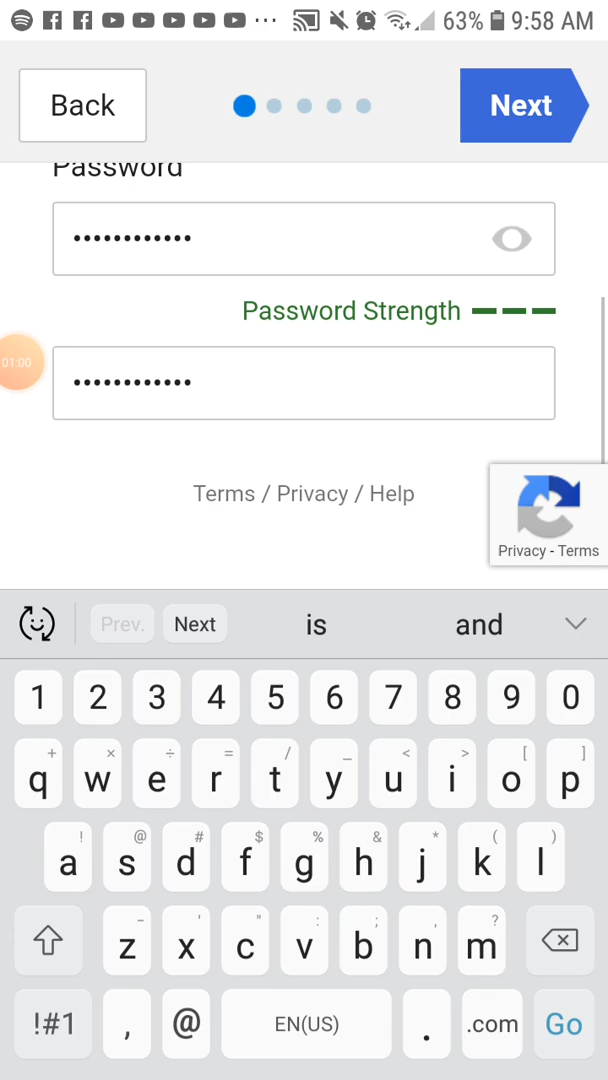 63% 9:58 AM
Back
Next
Password
••••••••••••
Password Strength
01:00
••••••••••••
Terms / Privacy / Help
Privacy - Terms
Prev. Next is and
1 2 3 4 5 6 7 8 9 0
+ × ÷ = / _ < > [ ]
q w e r t y u i o p
! @ # $ % & * ( )
a s d f g h j k l
- ' " : ; , ?
z x c v b n m
!#1 , @ EN(US) . .com Go